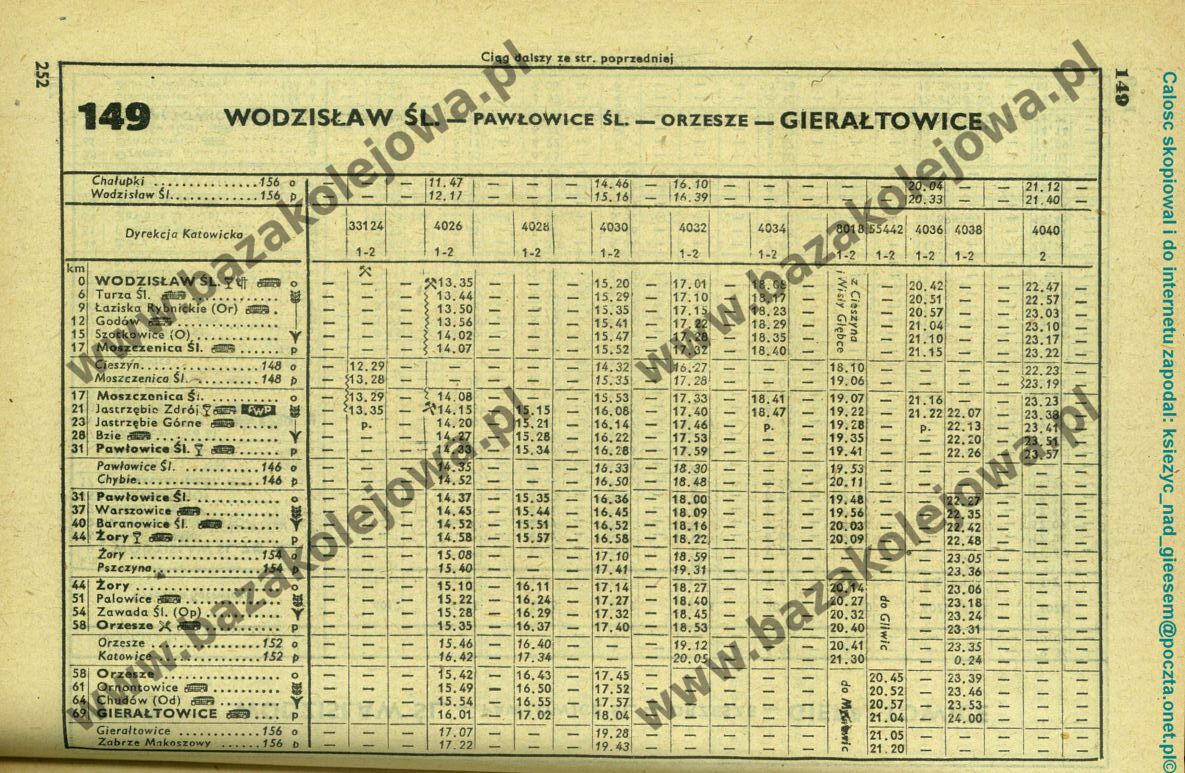 Ciąg dalszy ze str. poprzedniej
252
149
149 WODZISŁAW ŚL. — PAWŁOWICE ŚL. — ORZESZE — GIERAŁTOWICE
Chałupki 156 o — — 11.47 — — 14.46 — 16.10 — — — — 20.04 — — 21.12 —
Wodzisław Śl. 156 p — — 12.17 — — 15.16 — 16.39 — — — — 20.33 — — 21.40 —
Dyrekcja Katowicka 33124 4026 4028 4030 4032 4034 8018 55442 4036 4038 4040
1-2 1-2 1-2 1-2 1-2 1-2 1-2 1-2 1-2 1-2 2
km
0 WODZISŁAW ŚL. 13.35 15.20 17.01 20.42 22.47
6 Turza Śl. 13.44 15.29 17.10 18.17 20.51 22.57
9 Łaziska Rybnickie (Or) 13.50 15.35 17.15 18.23 20.57 23.03
12 Godów 13.56 15.41 17.22 18.29 21.04 23.10
15 Szotkowice (O) 14.02 15.47 17.28 18.35 21.10 23.17
17 Moszczenica Śl. p 14.07 15.52 17.32 18.40 21.15 23.22
z Cieszyna
i Wisły Głębce
Cieszyn 148 o 12.29 14.32 16.27 18.10 22.23
Moszczenica Śl. 148 p 13.28 15.35 17.28 19.06 23.19
17 Moszczenica Śl. o 13.29 14.08 15.53 17.33 18.41 19.07 21.16 23.23
21 Jastrzębie Zdrój FWP 13.35 14.15 15.15 16.08 17.40 18.47 19.22 21.22 22.07 23.38
23 Jastrzębie Górne p. 14.20 15.21 16.14 17.46 p. 19.28 p. 22.13 23.41
28 Bzie 14.27 15.28 16.22 17.53 19.35 22.20 23.51
31 Pawłowice Śl. p 14.33 15.34 16.28 17.59 19.41 22.26 23.57
Pawłowice Śl. 146 o 14.35 16.33 18.30 19.53
Chybie 146 p 14.52 16.50 18.48 20.11
31 Pawłowice Śl. o 14.37 15.35 16.36 18.00 19.48 22.27
37 Warszowice 14.45 15.44 16.45 18.09 19.56 22.35
40 Baranowice Śl. 14.52 15.51 16.52 18.16 20.03 22.42
44 Żory p 14.58 15.57 16.58 18.22 20.09 22.48
Żory 154 o 15.08 17.10 18.59 23.05
Pszczyna 154 p 15.40 17.41 19.31 23.36
44 Żory o 15.10 16.11 17.14 18.27 20.14 23.06
51 Palowice 15.22 16.24 17.27 18.40 20.27 23.18
54 Zawada Śl. (Op) 15.28 16.29 17.32 18.45 20.32 23.24
58 Orzesze p 15.35 16.37 17.40 18.53 20.40 23.31
do Gliwic
Orzesze 152 o 15.46 16.40 19.12 20.41 23.35
Katowice 152 p 16.42 17.34 20.05 21.30 0.24
58 Orzesze o 15.42 16.43 17.45 20.45 23.39
61 Ornontowice 15.49 16.50 17.52 20.52 23.46
64 Chudów (Od) 15.54 16.55 17.57 20.57 23.53
69 GIERAŁTOWICE p 16.01 17.02 18.04 21.04 24.00
do
Gierałtowice 156 o 17.07 19.28 21.05
Zabrze Makoszowy 156 p 17.22 19.43 21.20
www.bazakolejowa.pl
www.bazakolejowa.pl
www.bazakolejowa.pl
www.bazakolejowa.pl
Calosc skopiowal i do internetu zapodal: ksiezyc_nad_gieesem@poczta.onet.pl©